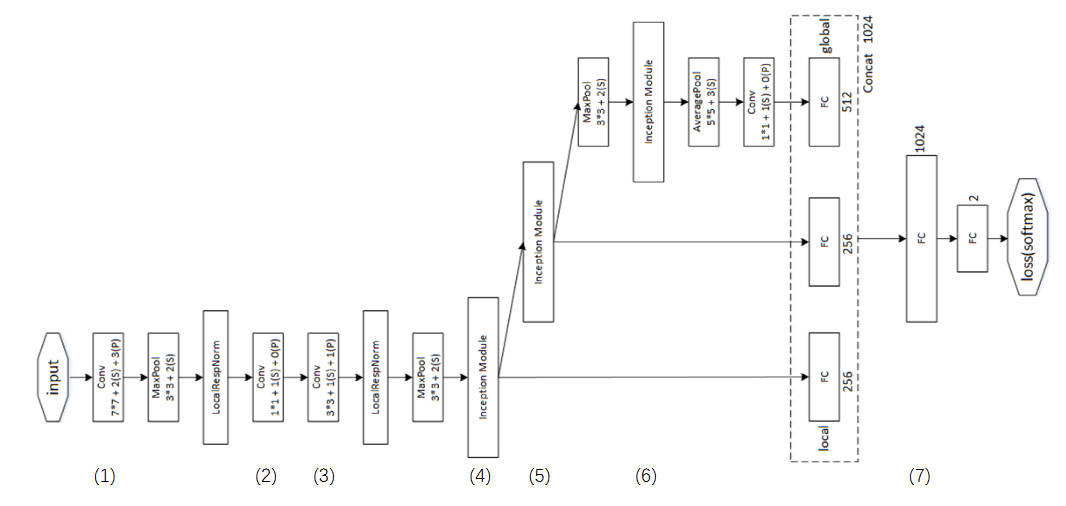 input
Conv
7*7 + 2(S) + 3(P)
MaxPool
3*3 + 2(S)
LocalRespNorm
Conv
1*1 + 1(S) + 0(P)
Conv
3*3 + 1(S) + 1(P)
LocalRespNorm
MaxPool
3*3 + 2(S)
Inception Module
Inception Module
MaxPool
3*3 + 2(S)
Inception Module
AveragePool
5*5 + 3(S)
Conv
1*1 + 1(S) + 0(P)
global
Concat 1024
FC
512
FC
256
FC
256
local
FC
1024
FC
2
loss(softmax)
(1)
(2)
(3)
(4)
(5)
(6)
(7)